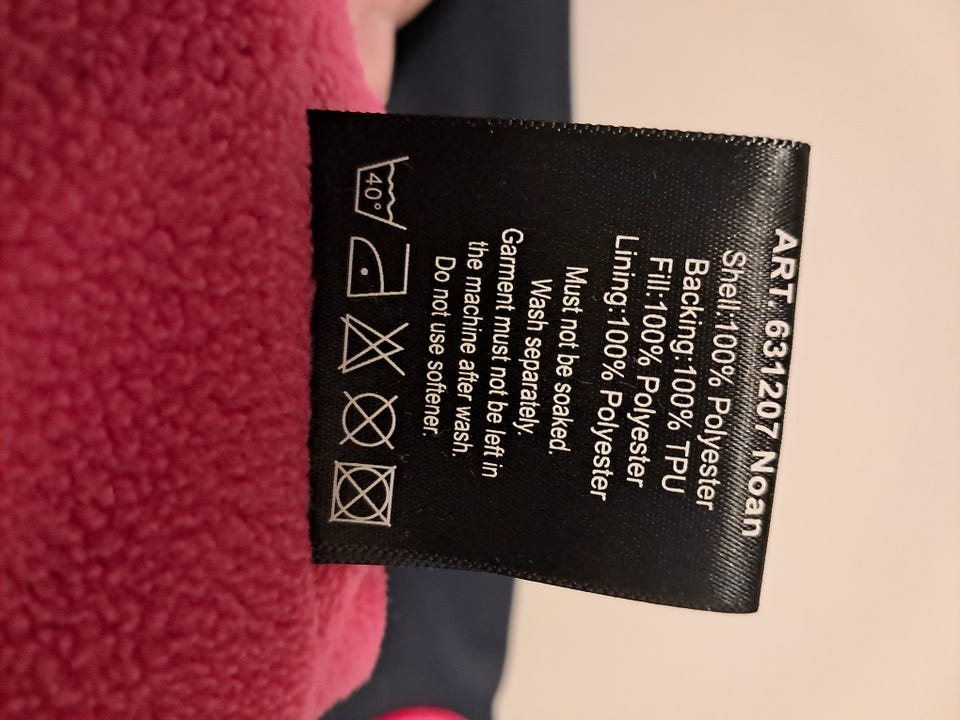 ART. 631207 Noan
Shell:100% Polyester
Backing:100% TPU
Fill:100% Polyester
Lining:100% Polyester
Must not be soaked.
Wash separately.
Garment must not be left in
the machine after wash.
Do not use softener.
40°